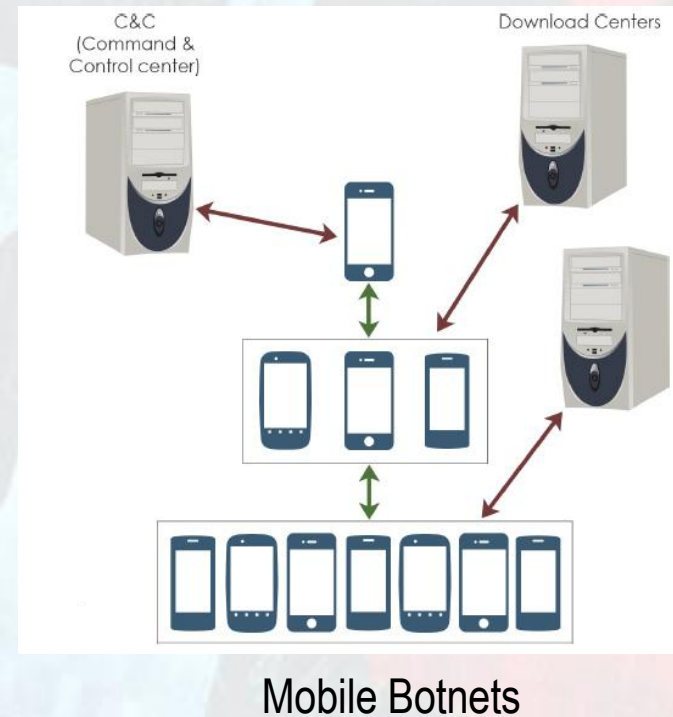 C&C
(Command &
Control center)
Download Centers
Mobile Botnets